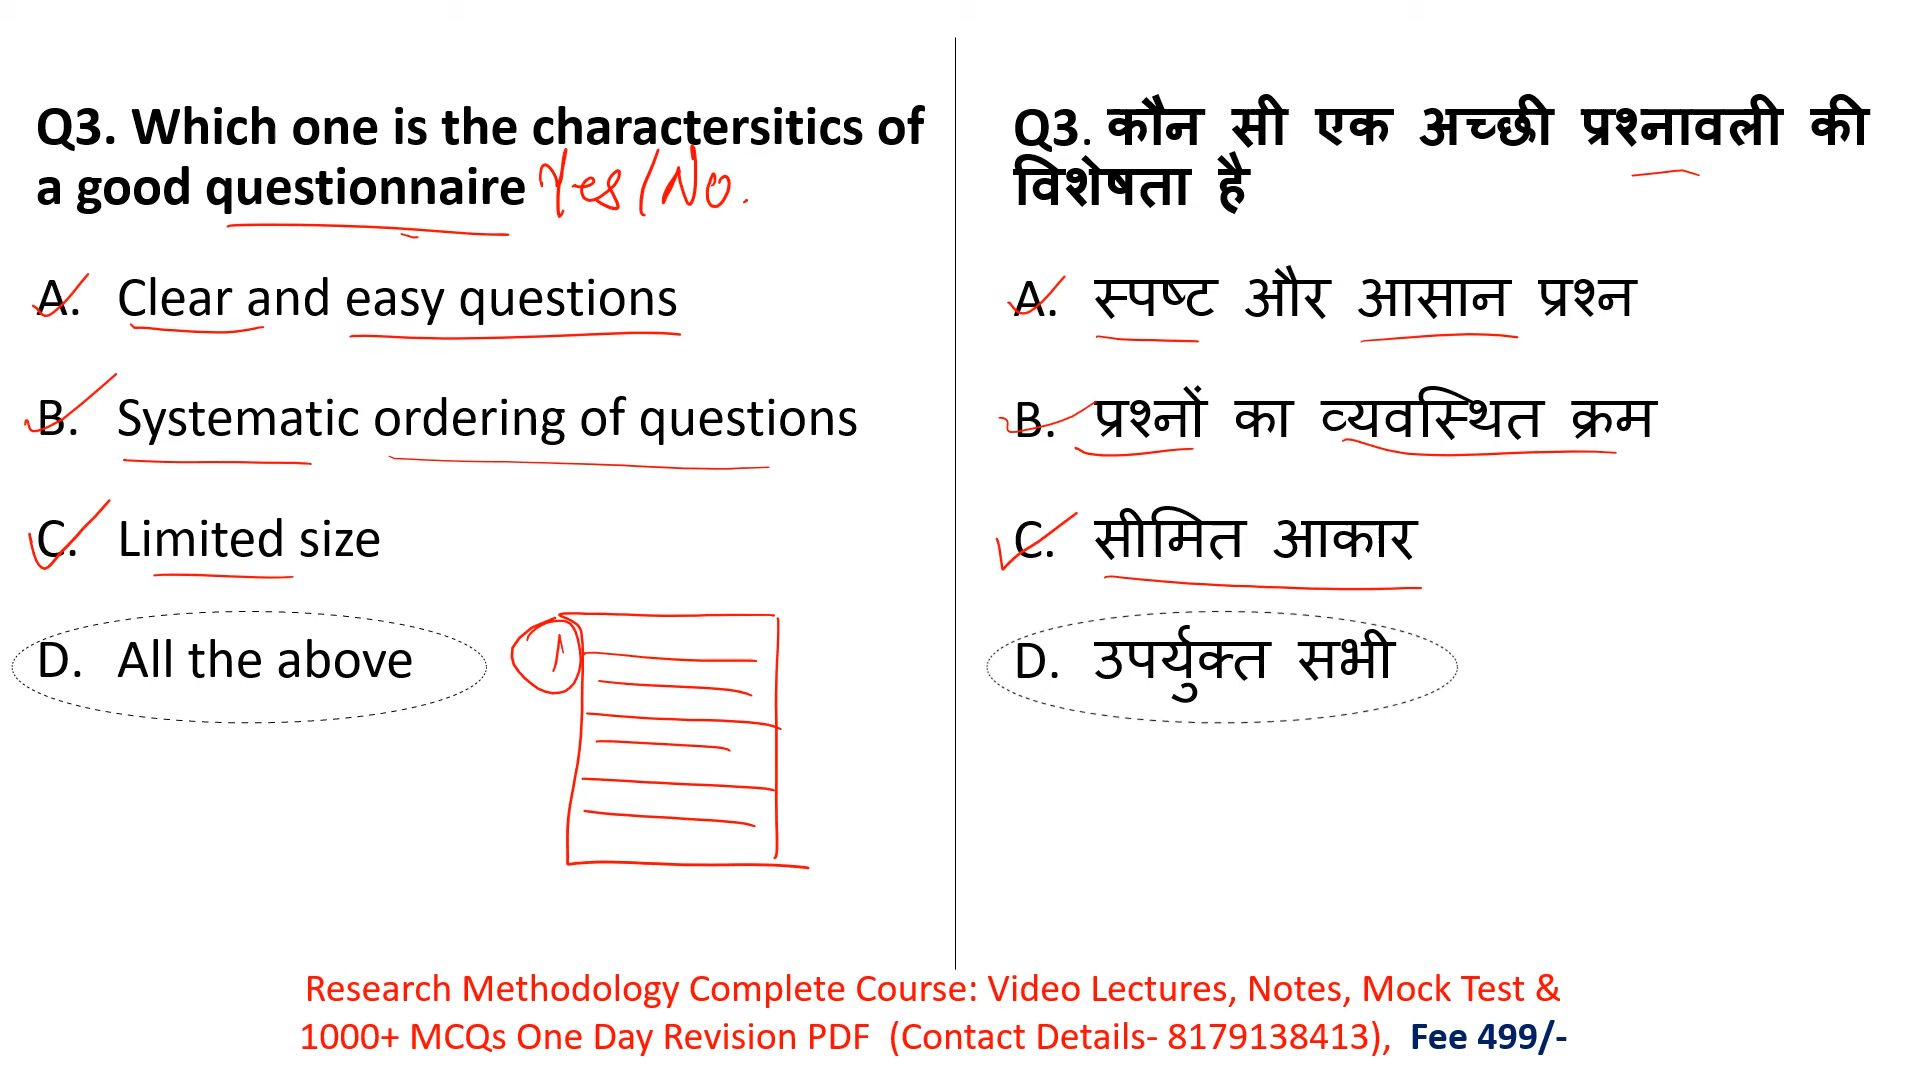 Q3. Which one is the charactersitics of
a good questionnaire Yes/No.
A. Clear and easy questions
B. Systematic ordering of questions
C. Limited size
D. All the above
1
Q3. कौन सी एक अच्छी प्रश्नावली की
विशेषता है
A. स्पष्ट और आसान प्रश्न
B. प्रश्नों का व्यवस्थित क्रम
C. सीमित आकार
D. उपर्युक्त सभी
Research Methodology Complete Course: Video Lectures, Notes, Mock Test &
1000+ MCQs One Day Revision PDF (Contact Details- 8179138413), Fee 499/-